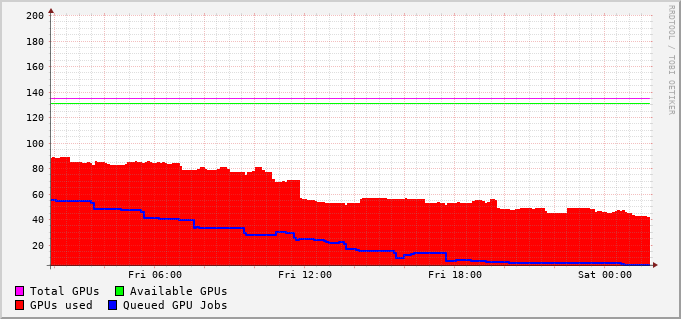 200
180
160
140
120
100
80
60
40
20
Fri 06:00 Fri 12:00 Fri 18:00 Sat 00:00
Total GPUs Available GPUs
GPUs used Queued GPU Jobs
RRDTOOL / TOBI OETIKER